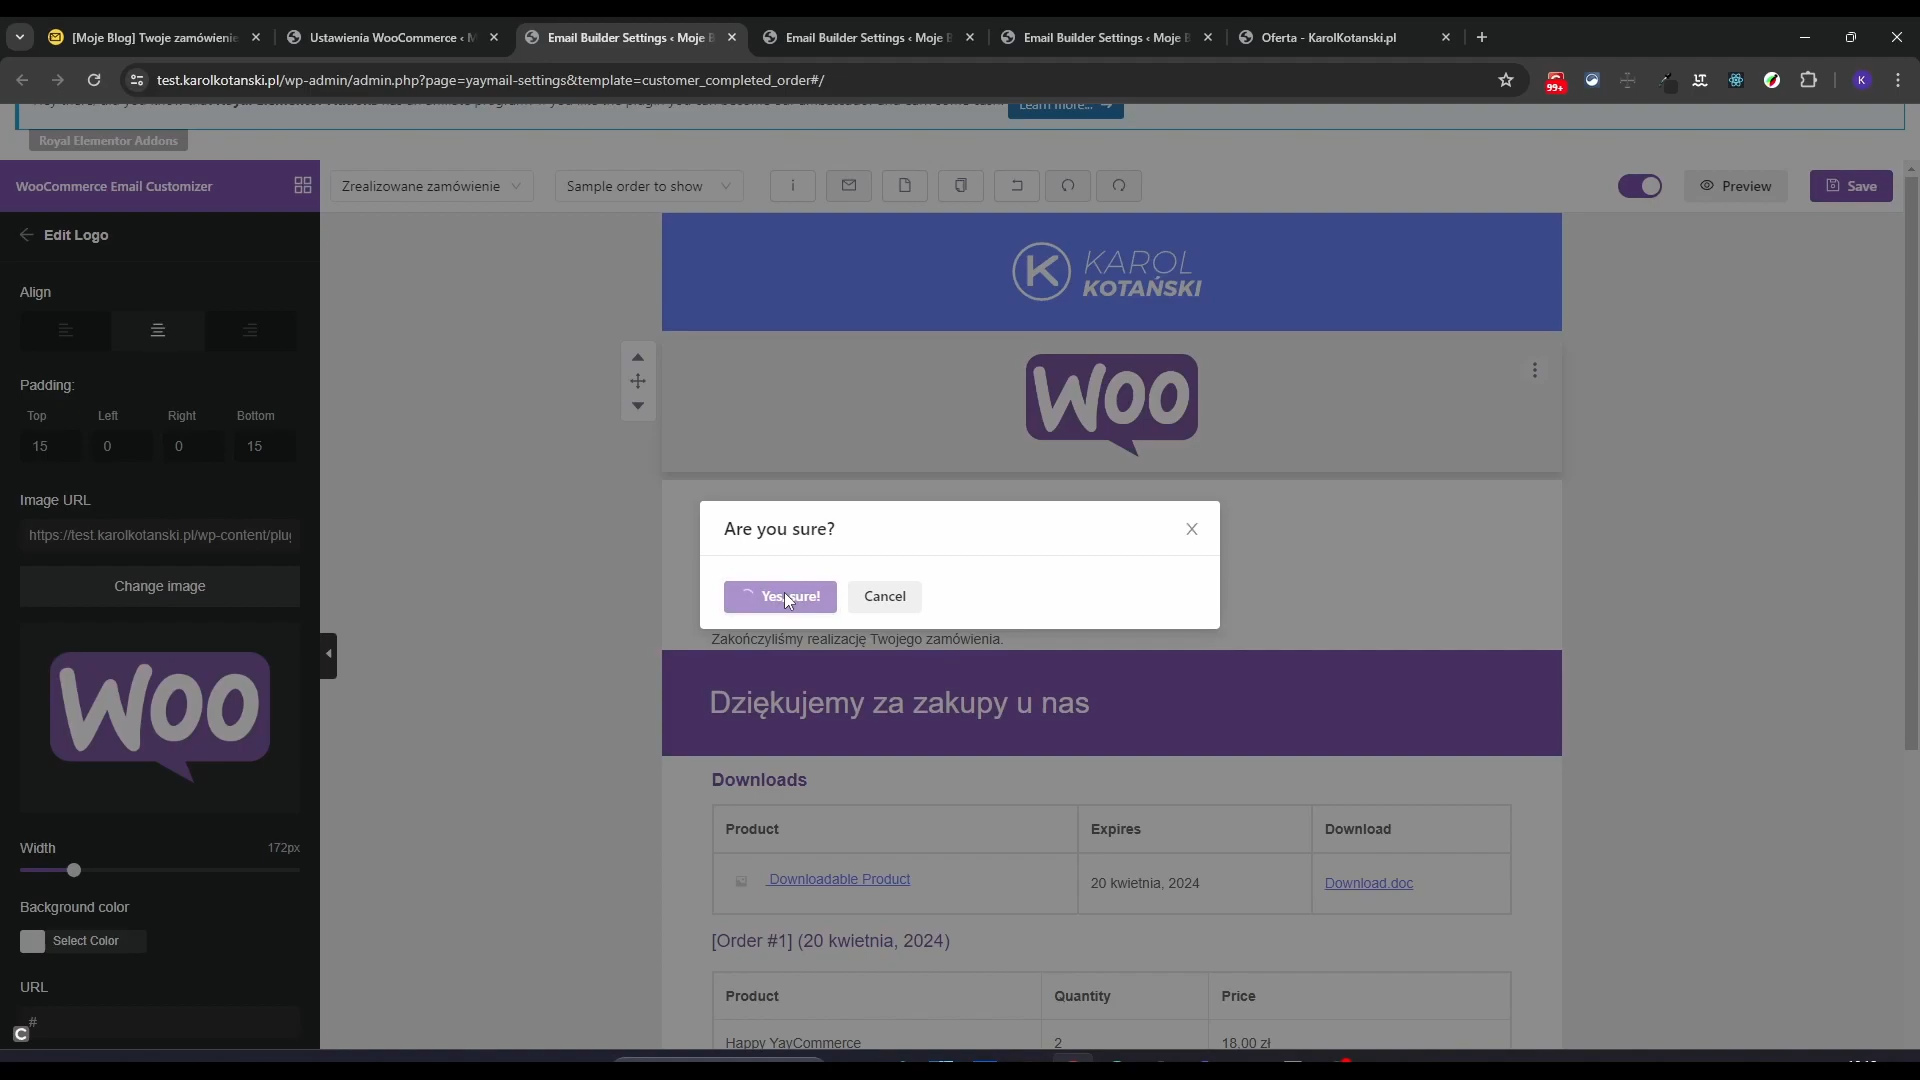 [Moje Blog] Twoje zamówienie
Ustawienia WooCommerce ‹ M
Email Builder Settings ‹ Moje B
Email Builder Settings ‹ Moje B
Email Builder Settings ‹ Moje B
Oferta - KarolKotanski.pl
test.karolkotanski.pl/wp-admin/admin.php?page=yaymail-settings&template=customer_completed_order#/
99+
K
Learn more...
Royal Elementor Addons
WooCommerce Email Customizer
Zrealizowane zamówienie
Sample order to show
Preview
Save
Edit Logo
Align
Padding:
Top Left Right Bottom
15 0 0 15
Image URL
https://test.karolkotanski.pl/wp-content/plug
Change image
WOO
Width 172px
Background color
Select Color
URL
#
K KAROL
KOTAŃSKI
WOO
Are you sure?
Yes, sure!
Cancel
Zakończyliśmy realizację Twojego zamówienia.
Dziękujemy za zakupy u nas
Downloads
Product Expires Download
Downloadable Product 20 kwietnia, 2024 Download.doc
[Order #1] (20 kwietnia, 2024)
Product Quantity Price
Happy YayCommerce 2 18,00 zł